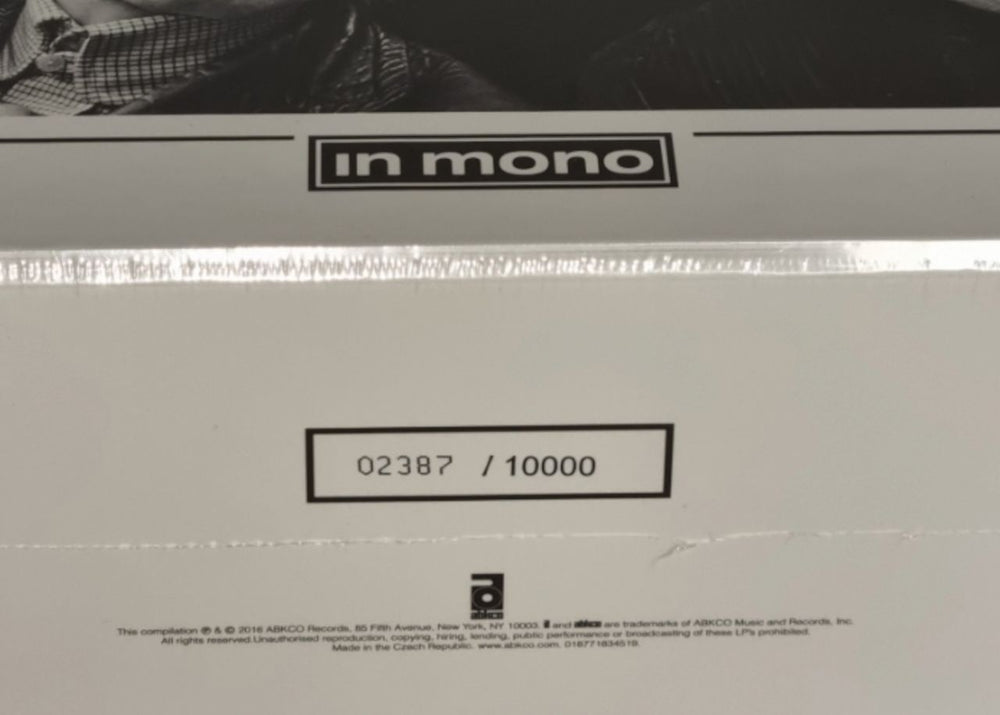 in mono
02387 / 10000
This compilation ℗ & © 2016 ABKCO Records, 85 Fifth Avenue, New York, NY 10003. and abkco are trademarks of ABKCO Music and Records, Inc.
All rights reserved.Unauthorised reproduction, copying, hiring, lending, public performance or broadcasting of these LP's prohibited.
Made in the Czech Republic. www.abkco.com. 018771834519.